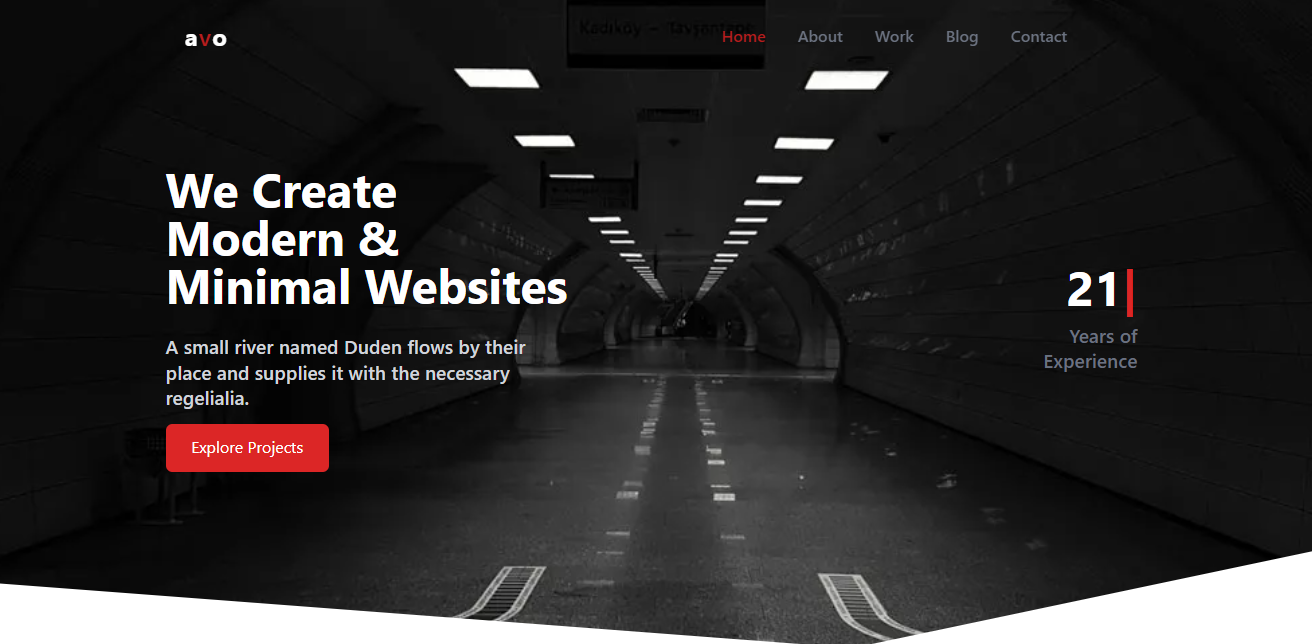 Kadıköy – Tavşantepe
avo
Home
About
Work
Blog
Contact
We Create
Modern &
Minimal Websites
A small river named Duden flows by their
place and supplies it with the necessary
regelialia.
Explore Projects
21
Years of
Experience